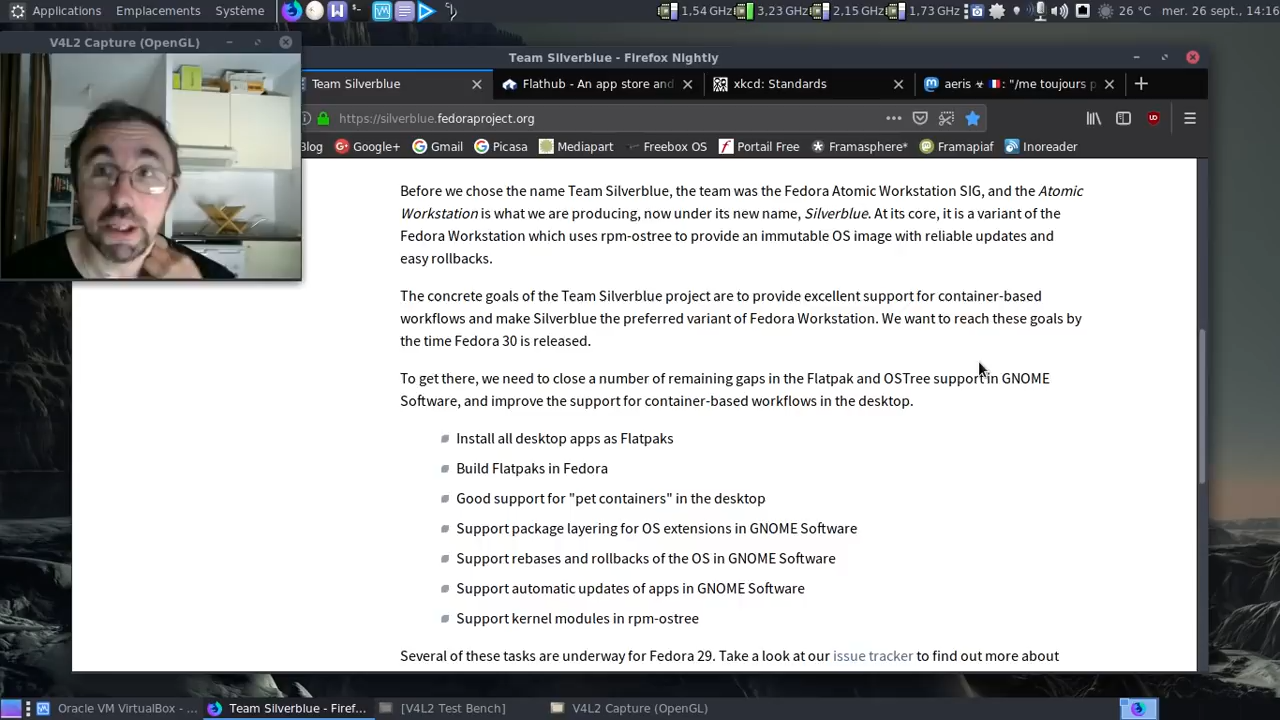 Applications Emplacements Système 1,54 GHz 3,23 GHz 2,15 GHz 1,73 GHz 26 °C mer. 26 sept., 14:16
V4L2 Capture (OpenGL)
Team Silverblue - Firefox Nightly
Team Silverblue Flathub - An app store and xkcd: Standards aeris ☣ 🇫🇷: "/me toujours p
https://silverblue.fedoraproject.org
Blog Google+ Gmail Picasa Mediapart Freebox OS Portail Free Framasphere* Framapiaf Inoreader
Before we chose the name Team Silverblue, the team was the Fedora Atomic Workstation SIG, and the Atomic
Workstation is what we are producing, now under its new name, Silverblue. At its core, it is a variant of the
Fedora Workstation which uses rpm-ostree to provide an immutable OS image with reliable updates and
easy rollbacks.
The concrete goals of the Team Silverblue project are to provide excellent support for container-based
workflows and make Silverblue the preferred variant of Fedora Workstation. We want to reach these goals by
the time Fedora 30 is released.
To get there, we need to close a number of remaining gaps in the Flatpak and OSTree support in GNOME
Software, and improve the support for container-based workflows in the desktop.
Install all desktop apps as Flatpaks
Build Flatpaks in Fedora
Good support for "pet containers" in the desktop
Support package layering for OS extensions in GNOME Software
Support rebases and rollbacks of the OS in GNOME Software
Support automatic updates of apps in GNOME Software
Support kernel modules in rpm-ostree
Several of these tasks are underway for Fedora 29. Take a look at our issue tracker to find out more about
Oracle VM VirtualBox - ... Team Silverblue - Firef... [V4L2 Test Bench] V4L2 Capture (OpenGL)